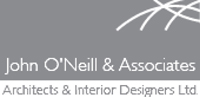 John O'Neill & Associates
Architects & Interior Designers Ltd.